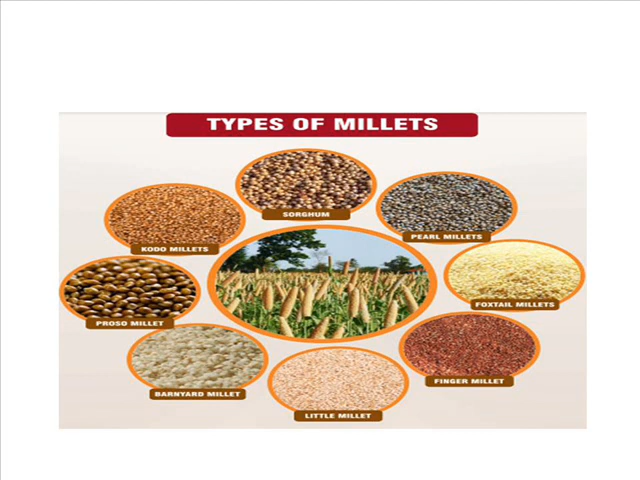 TYPES OF MILLETS
SORGHUM
KODO MILLETS
PEARL MILLETS
PROSO MILLET
FOXTAIL MILLETS
BARNYARD MILLET
FINGER MILLET
LITTLE MILLET